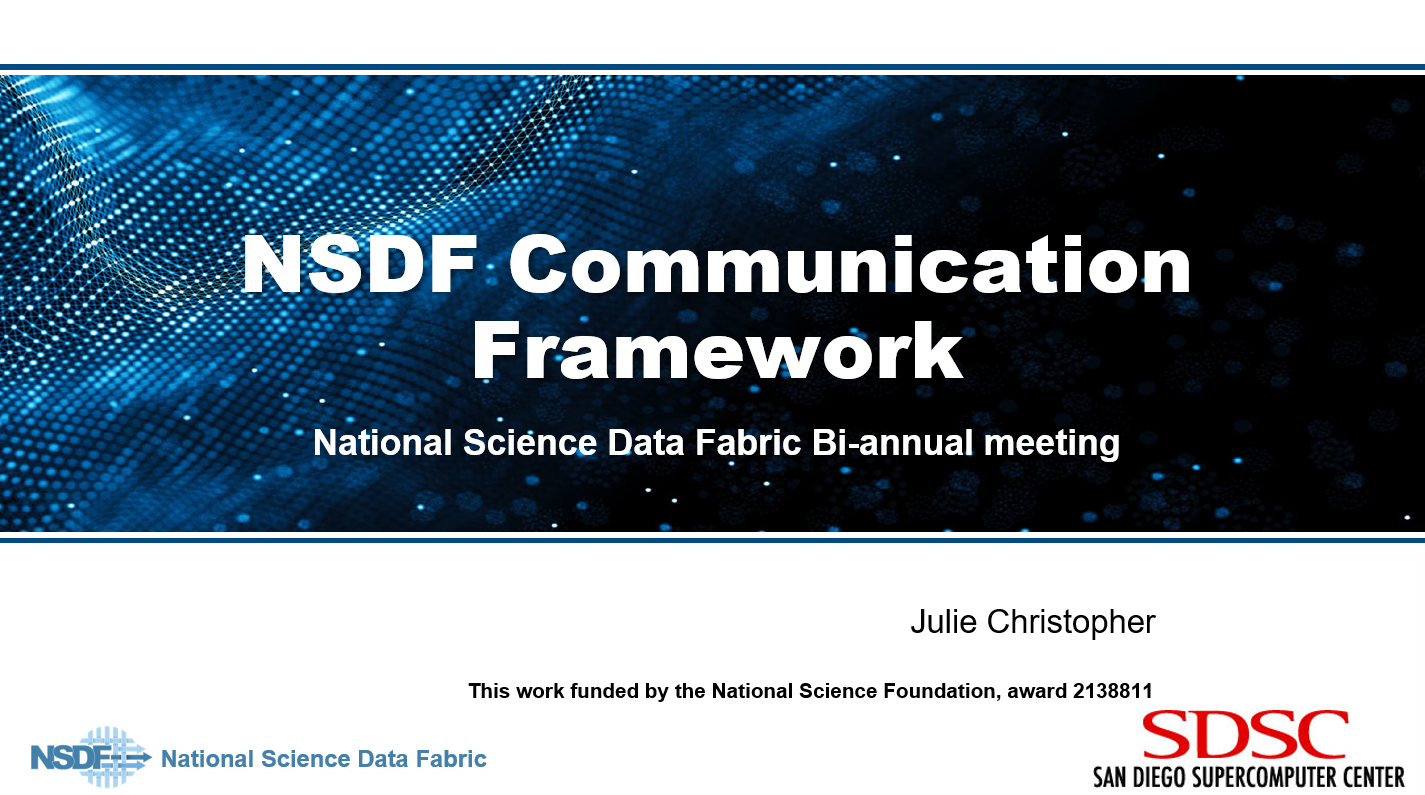 NSDF Communication
Framework
National Science Data Fabric Bi-annual meeting
Julie Christopher
This work funded by the National Science Foundation, award 2138811
NSDF National Science Data Fabric
SDSC
SAN DIEGO SUPERCOMPUTER CENTER